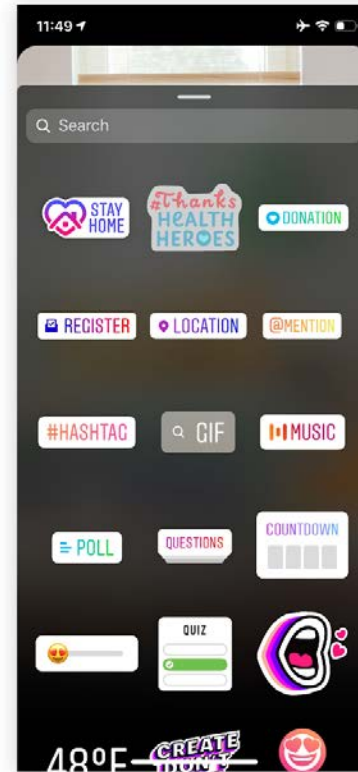 11:49
Search
STAY
HOME
#Thanks
HEALTH
HEROES
DONATION
REGISTER
LOCATION
@MENTION
#HASHTAG
GIF
MUSIC
POLL
QUESTIONS
COUNTDOWN
QUIZ
48°F
CREATE
DON'T